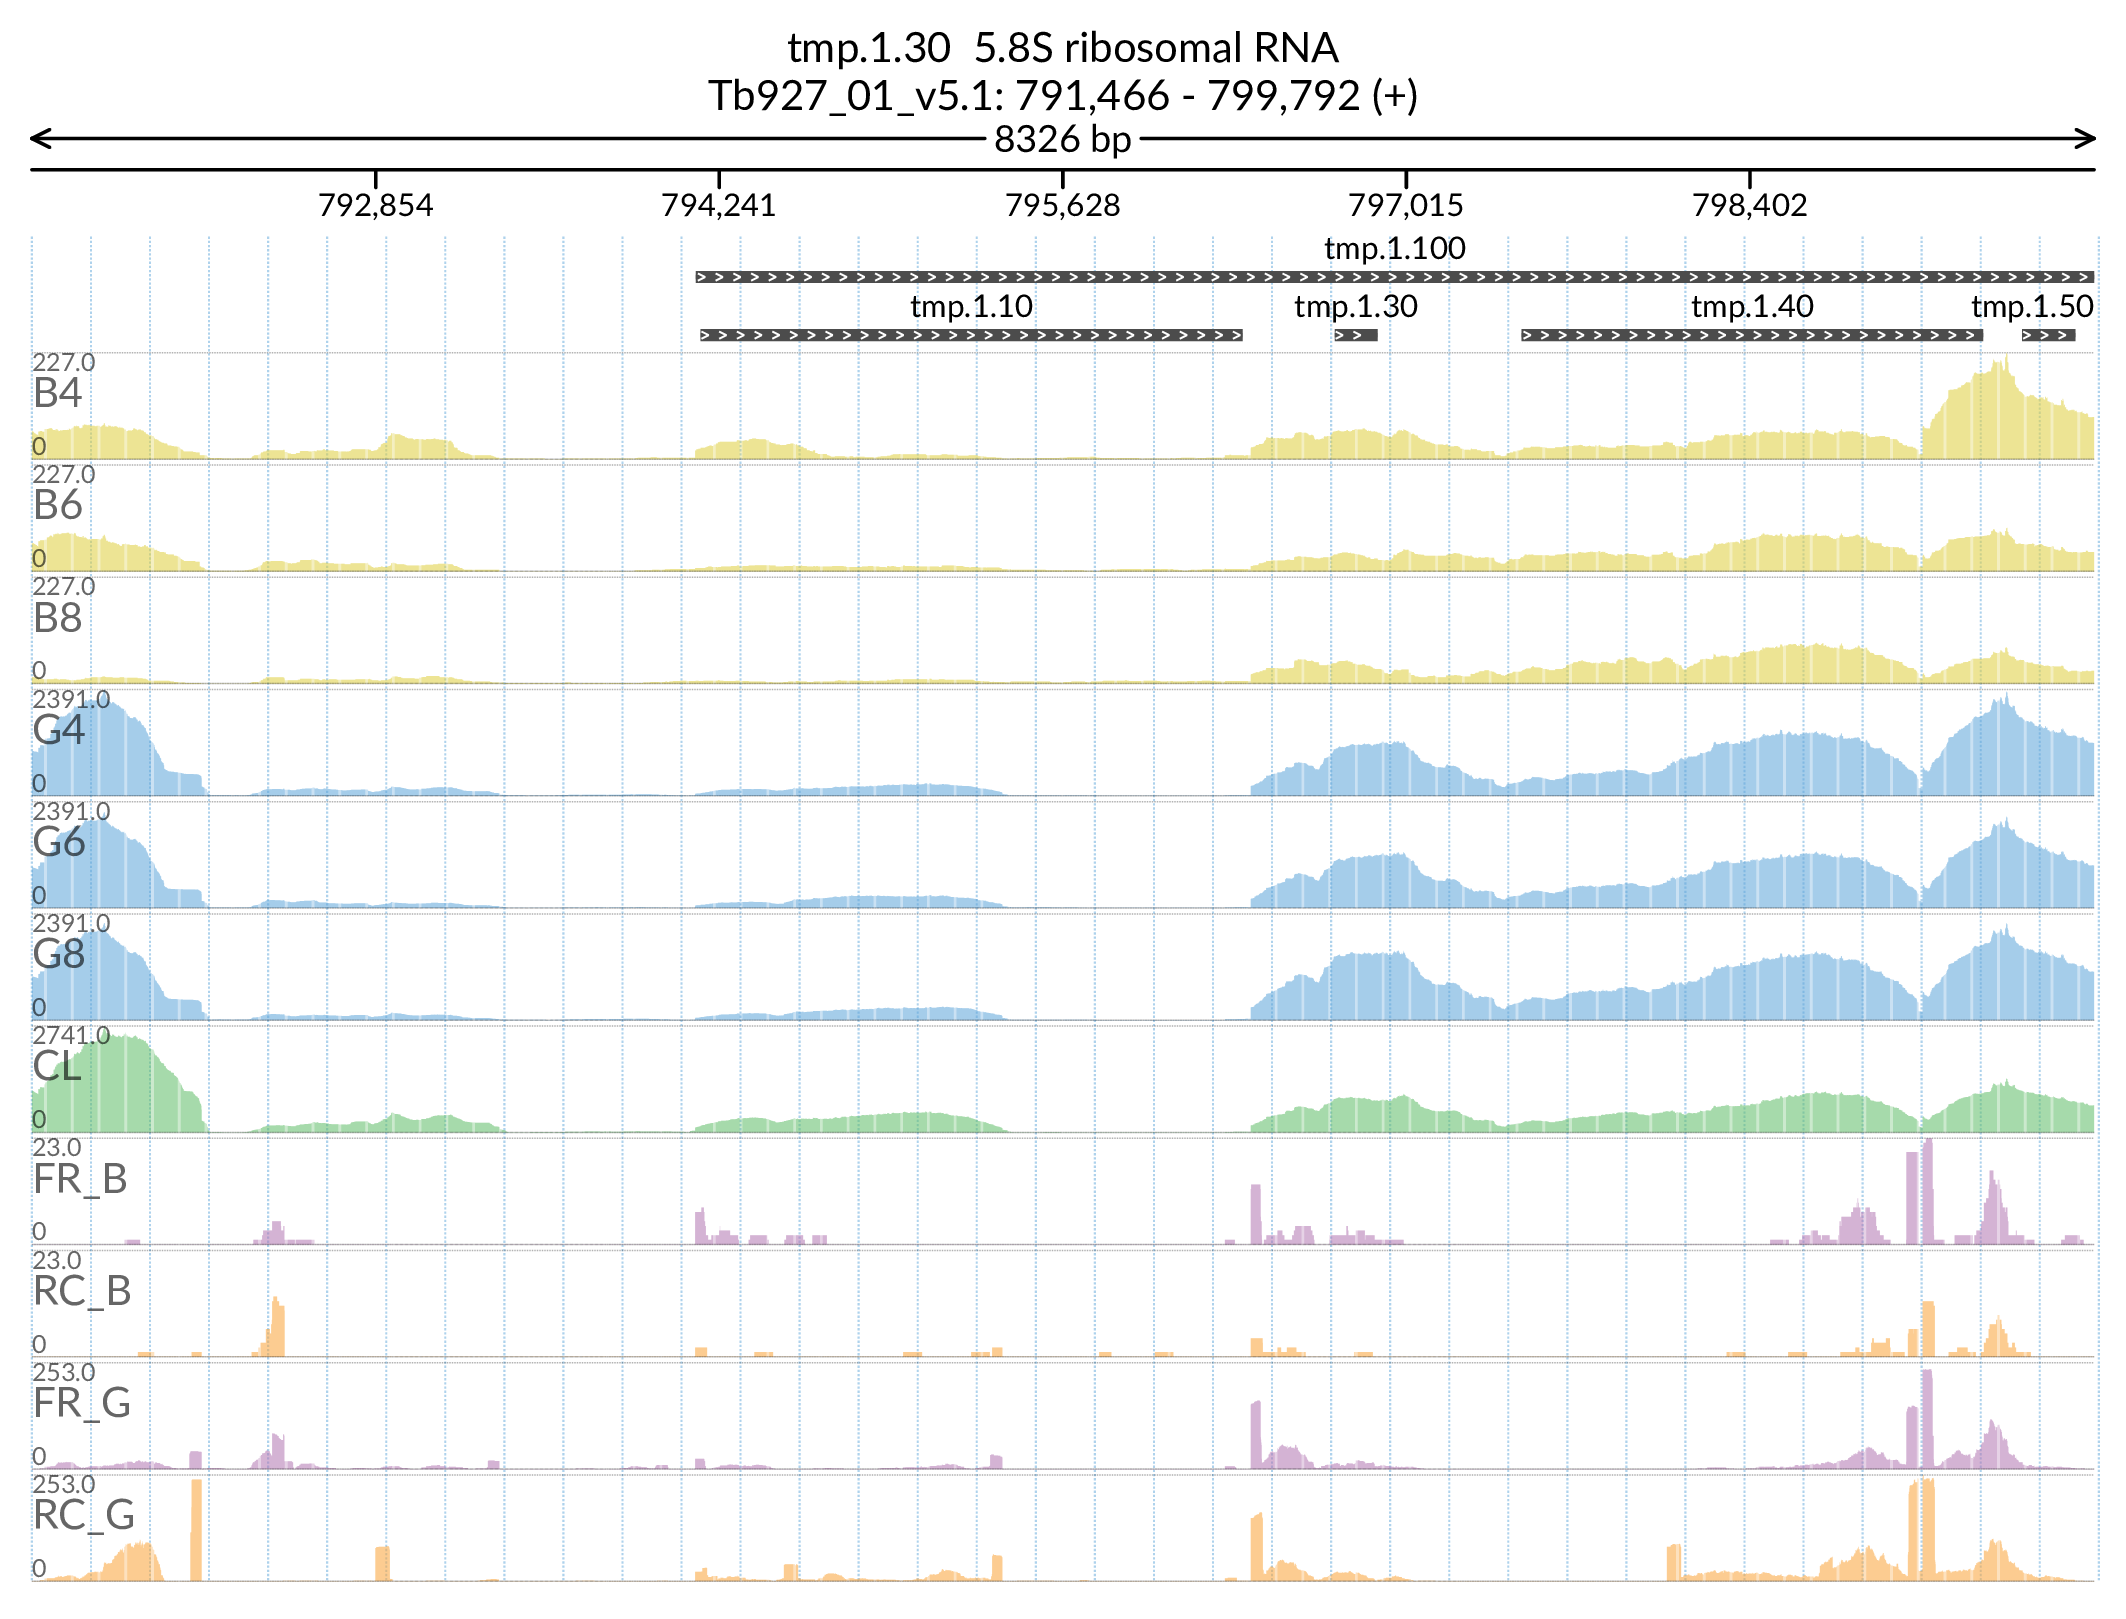 tmp.1.30 5.8S ribosomal RNA
Tb927_01_v5.1: 791,466 - 799,792 (+)
8326 bp
792,854 794,241 795,628 797,015 798,402
tmp.1.100
tmp.1.10 tmp.1.30 tmp.1.40 tmp.1.50
227.0
B4
0
227.0
B6
0
227.0
B8
0
2391.0
G4
0
2391.0
G6
0
2391.0
G8
0
2741.0
CL
0
23.0
FR_B
0
23.0
RC_B
0
253.0
FR_G
0
253.0
RC_G
0